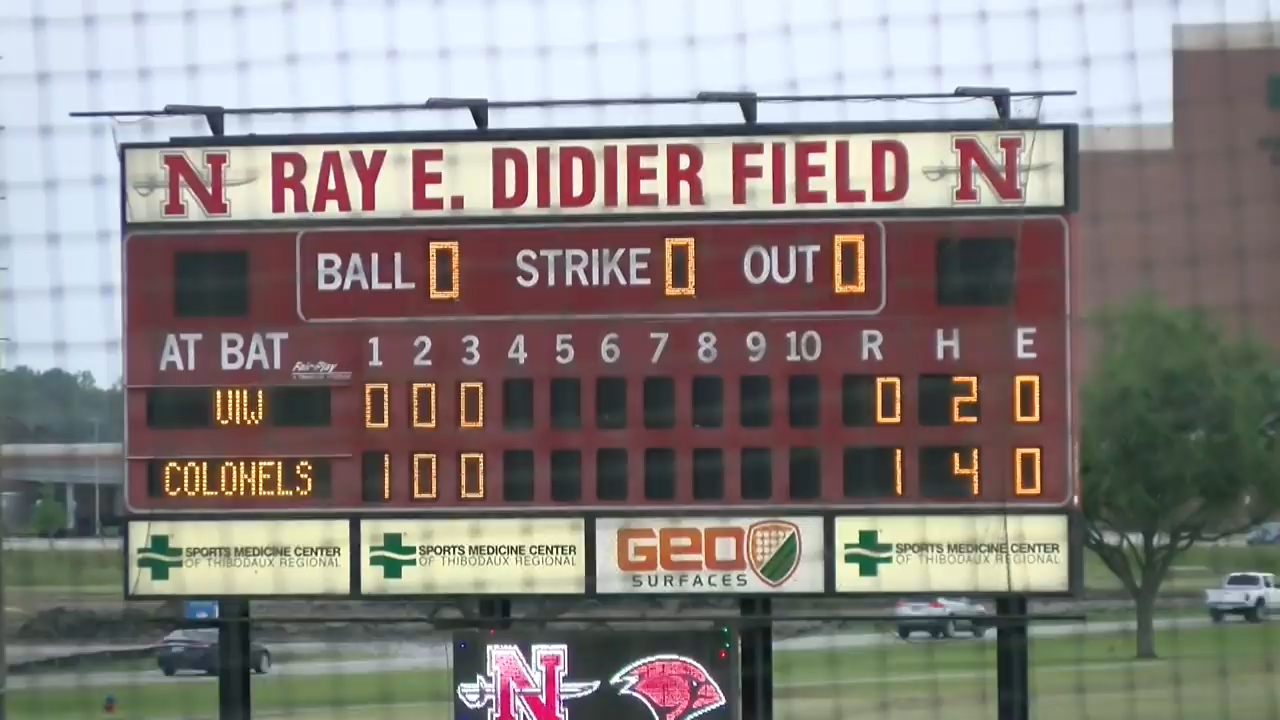 N RAY E. DIDIER FIELD N
BALL 0 STRIKE 0 OUT 0
AT BAT Fair-Play 1 2 3 4 5 6 7 8 9 10 R H E
UIW 0 0 0 0 2 0
COLONELS 1 0 0 1 4 0
SPORTS MEDICINE CENTER
OF THIBODAUX REGIONAL
SPORTS MEDICINE CENTER
OF THIBODAUX REGIONAL
GEO
SURFACES
SPORTS MEDICINE CENTER
OF THIBODAUX REGIONAL
N